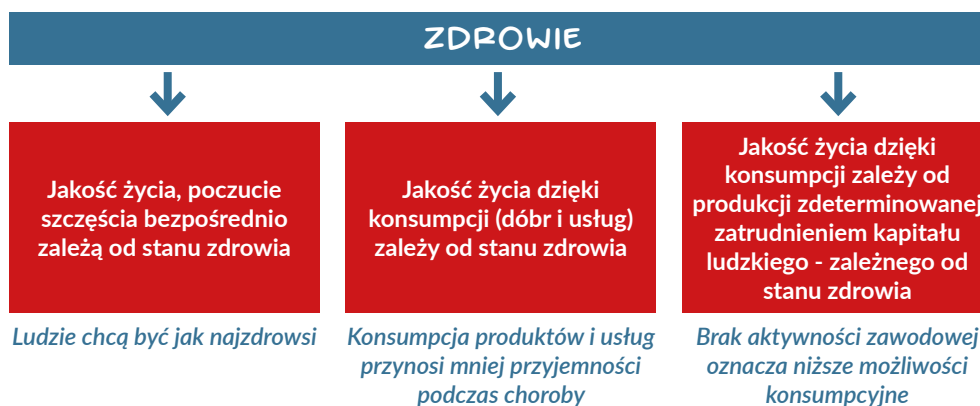 ZDROWIE
Jakość życia, poczucie
szczęścia bezpośrednio
zależą od stanu zdrowia
Jakość życia dzięki
konsumpcji (dóbr i usług)
zależy od stanu zdrowia
Jakość życia dzięki
konsumpcji zależy od
produkcji zdeterminowanej
zatrudnieniem kapitału
ludzkiego - zależnego od
stanu zdrowia
Ludzie chcą być jak najzdrowsi
Konsumpcja produktów i usług
przynosi mniej przyjemności
podczas choroby
Brak aktywności zawodowej
oznacza niższe możliwości
konsumpcyjne